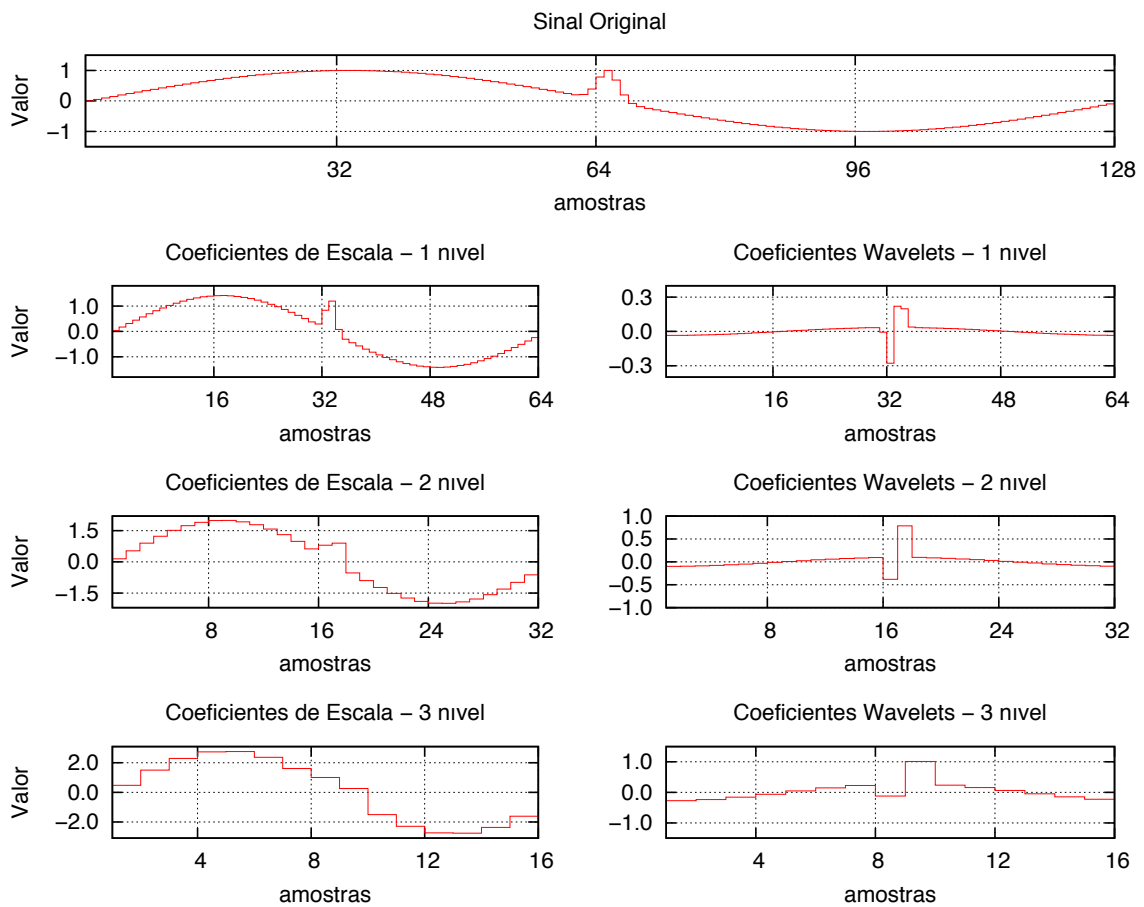 Sinal Original
Valor
1
0
−1
32 64 96 128
amostras
Coeficientes de Escala − 1 nıvel
Valor
1.0
0.0
−1.0
16 32 48 64
amostras
Coeficientes Wavelets − 1 nıvel
0.3
0.0
−0.3
16 32 48 64
amostras
Coeficientes de Escala − 2 nıvel
Valor
1.5
0.0
−1.5
8 16 24 32
amostras
Coeficientes Wavelets − 2 nıvel
1.0
0.5
0.0
−0.5
−1.0
8 16 24 32
amostras
Coeficientes de Escala − 3 nıvel
Valor
2.0
0.0
−2.0
4 8 12 16
amostras
Coeficientes Wavelets − 3 nıvel
1.0
0.0
−1.0
4 8 12 16
amostras